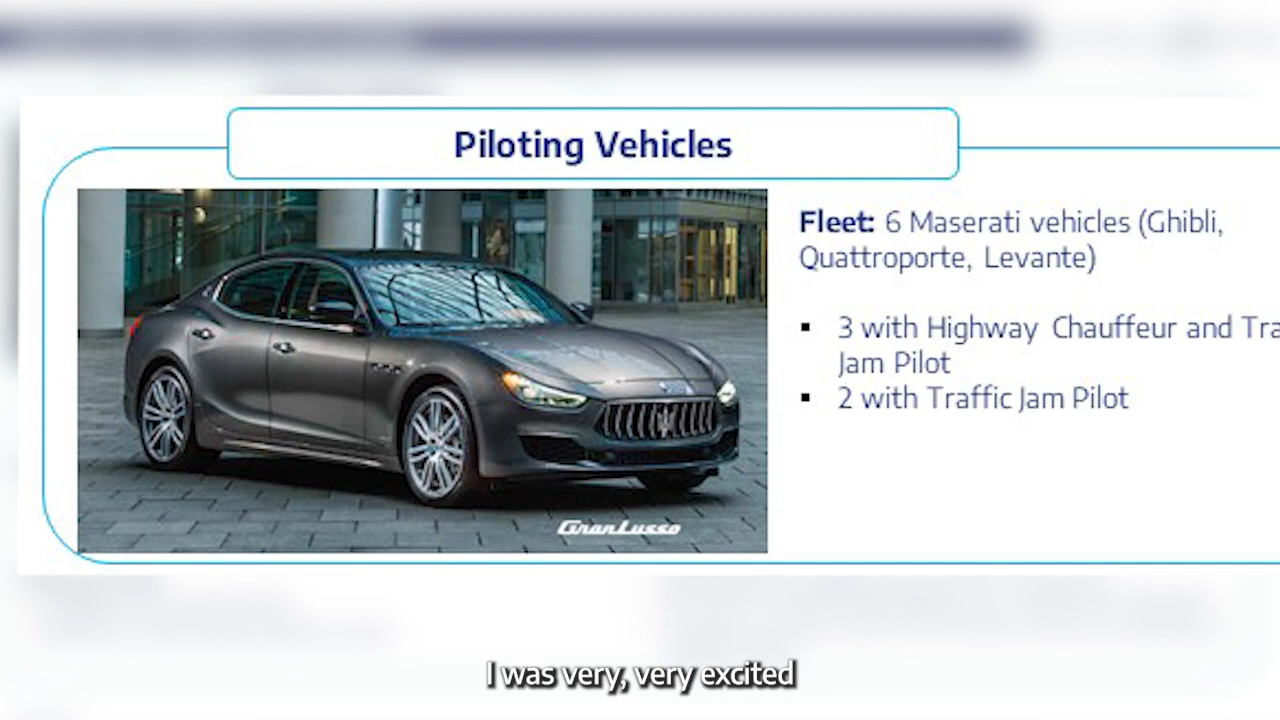 Piloting Vehicles
Fleet: 6 Maserati vehicles (Ghibli,
Quattroporte, Levante)
▪ 3 with Highway Chauffeur and Tra
Jam Pilot
▪ 2 with Traffic Jam Pilot
GranLusso
I was very, very excited